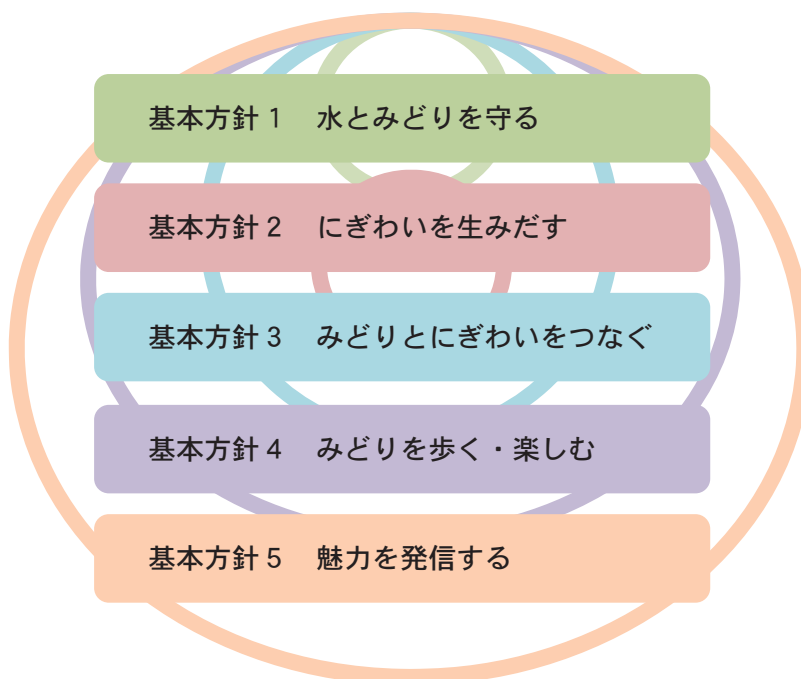 基本方針1 水とみどりを守る
基本方針2 にぎわいを生みだす
基本方針3 みどりとにぎわいをつなぐ
基本方針4 みどりを歩く・楽しむ
基本方針5 魅力を発信する